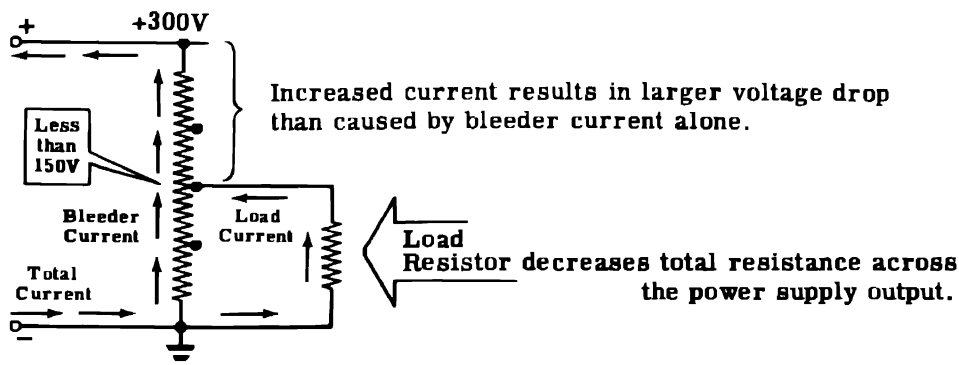 + +300V
Increased current results in larger voltage drop
than caused by bleeder current alone.
Less
than
150V
Bleeder
Current
Load
Current
Load
Resistor decreases total resistance across
the power supply output.
Total
Current
−